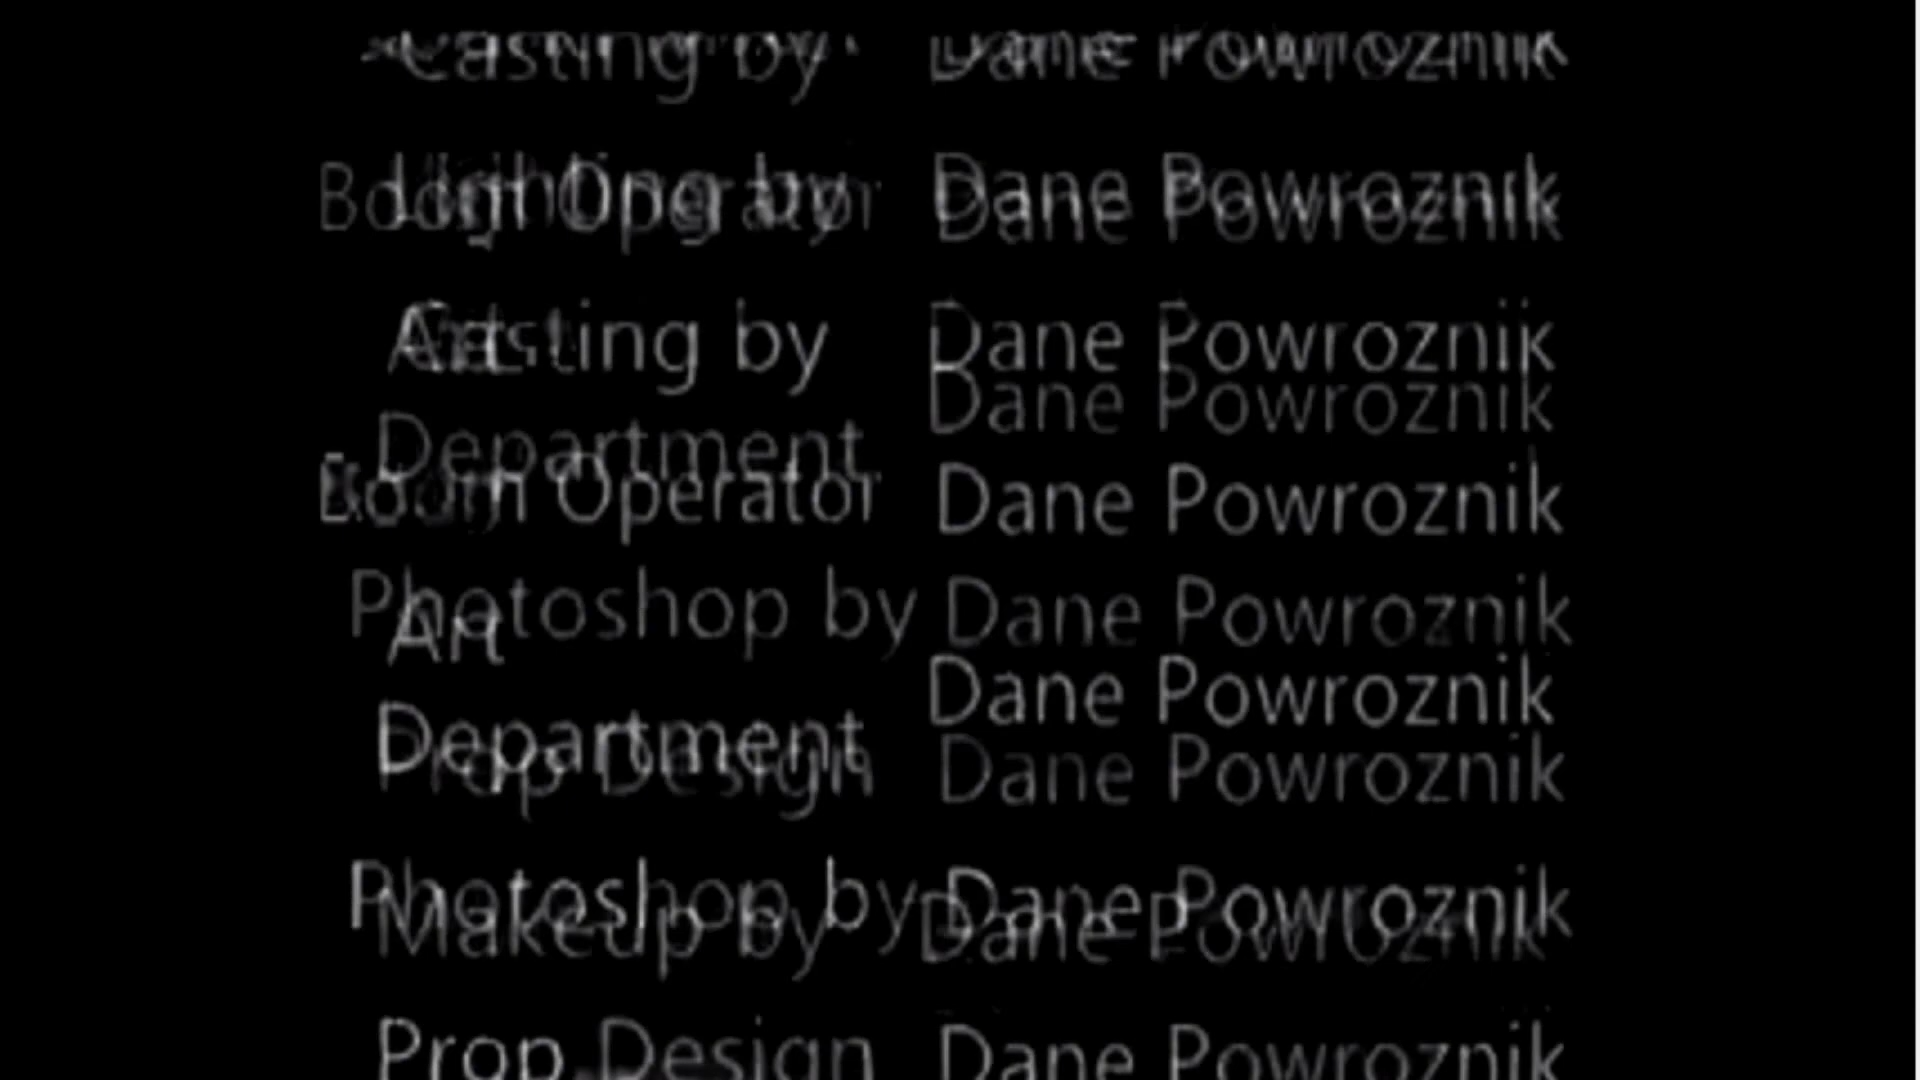 Casting by Dane Powroznik
Lighting by Dane Powroznik
Boom Operator Dane Powroznik
Casting by Dane Powroznik
Art
Department Dane Powroznik
Boom Operator Dane Powroznik
Photoshop by Dane Powroznik
Art
Department Dane Powroznik
Prop Design Dane Powroznik
Photoshop by Dane Powroznik
Makeup by Dane Powroznik
Prop Design Dane Powroznik